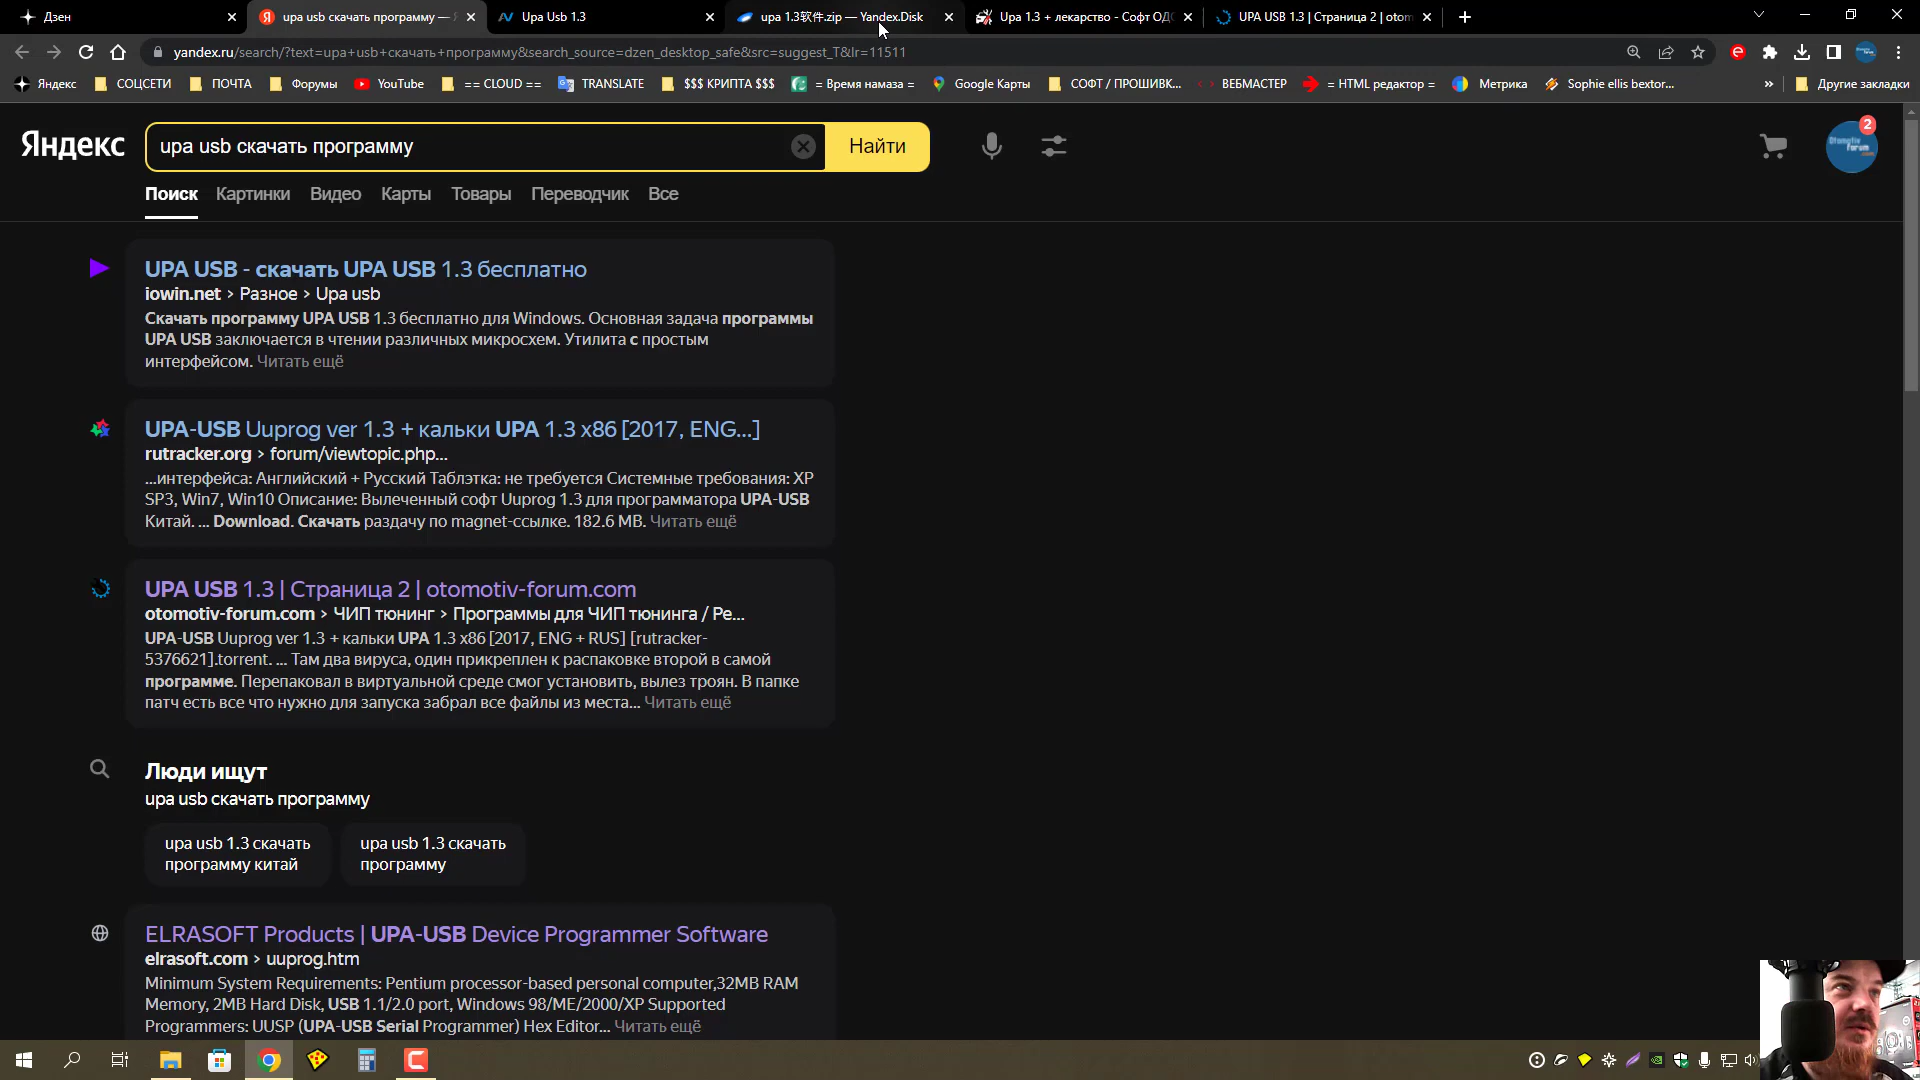 Дзен
upa usb скачать программу —
Upa Usb 1.3
upa 1.3软件.zip — Yandex.Disk
Upa 1.3 + лекарство - Софт ОД
UPA USB 1.3 | Страница 2 | otom
yandex.ru/search/?text=upa+usb+скачать+программу&search_source=dzen_desktop_safe&src=suggest_T&lr=11511
Яндекс
СОЦСЕТИ
ПОЧТА
Форумы
YouTube
== CLOUD ==
TRANSLATE
$$$ КРИПТА $$$
= Время намаза =
Google Карты
СОФТ / ПРОШИВК...
ВЕБМАСТЕР
= HTML редактор =
Метрика
Sophie ellis bextor...
»
Другие закладки
Яндекс
upa usb скачать программу
Найти
2
Поиск
Картинки
Видео
Карты
Товары
Переводчик
Все
UPA USB - скачать UPA USB 1.3 бесплатно
iowin.net › Разное › Upa usb
Скачать программу UPA USB 1.3 бесплатно для Windows. Основная задача программы
UPA USB заключается в чтении различных микросхем. Утилита с простым
интерфейсом. Читать ещё
UPA-USB Uuprog ver 1.3 + кальки UPA 1.3 x86 [2017, ENG...]
rutracker.org › forum/viewtopic.php...
...интерфейса: Английский + Русский Таблэтка: не требуется Системные требования: XP
SP3, Win7, Win10 Описание: Вылеченный софт Uuprog 1.3 для программатора UPA-USB
Китай. ... Download. Скачать раздачу по magnet-ссылке. 182.6 MB. Читать ещё
UPA USB 1.3 | Страница 2 | otomotiv-forum.com
otomotiv-forum.com › ЧИП тюнинг › Программы для ЧИП тюнинга / Ре...
UPA-USB Uuprog ver 1.3 + кальки UPA 1.3 x86 [2017, ENG + RUS] [rutracker-
5376621].torrent. ... Там два вируса, один прикреплен к распаковке второй в самой
программе. Перепаковал в виртуальной среде смог установить, вылез троян. В папке
патч есть все что нужно для запуска забрал все файлы из места... Читать ещё
Люди ищут
upa usb скачать программу
upa usb 1.3 скачать
программу китай
upa usb 1.3 скачать
программу
ELRASOFT Products | UPA-USB Device Programmer Software
elrasoft.com › uuprog.htm
Minimum System Requirements: Pentium processor-based personal computer,32MB RAM
Memory, 2MB Hard Disk, USB 1.1/2.0 port, Windows 98/ME/2000/XP Supported
Programmers: UUSP (UPA-USB Serial Programmer) Hex Editor... Читать ещё